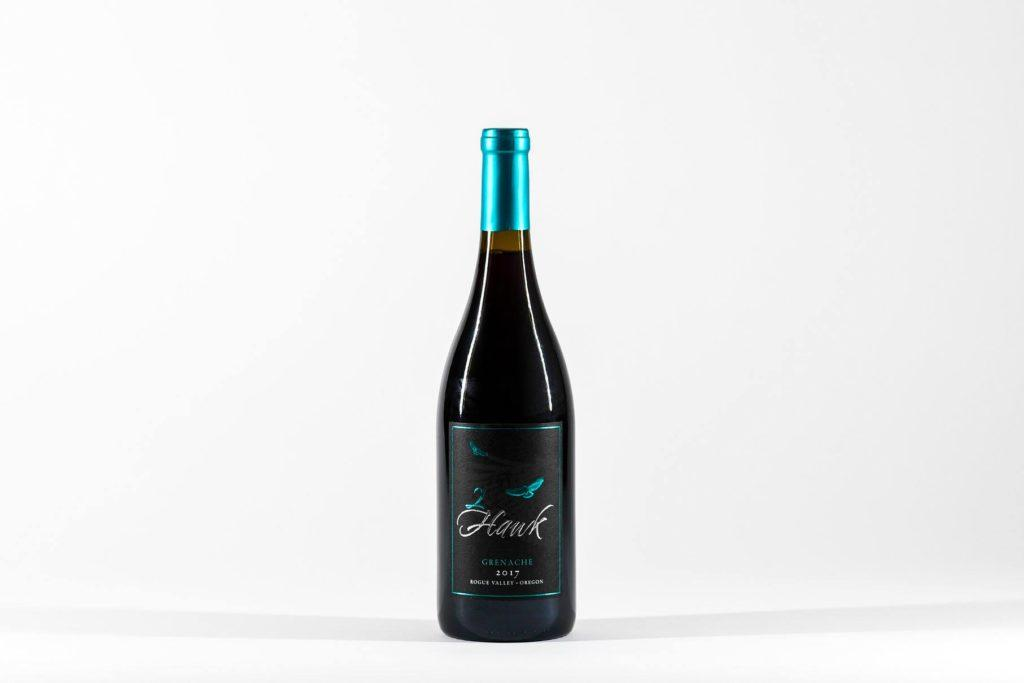 2
Hawk
GRENACHE
2017
ROGUE VALLEY - OREGON